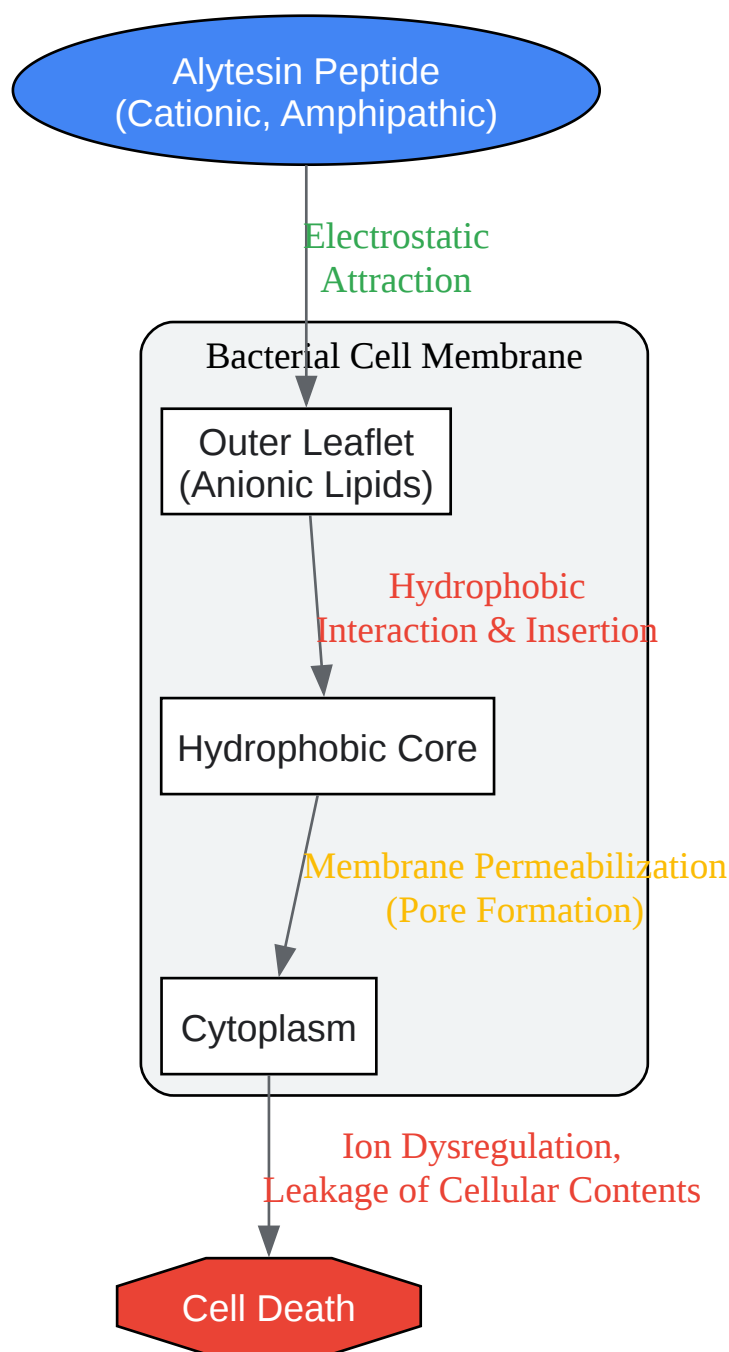 Alytesin Peptide
(Cationic, Amphipathic)
Electrostatic
Attraction
Bacterial Cell Membrane
Outer Leaflet
(Anionic Lipids)
Hydrophobic
Interaction & Insertion
Hydrophobic Core
Membrane Permeabilization
(Pore Formation)
Cytoplasm
Ion Dysregulation,
Leakage of Cellular Contents
Cell Death